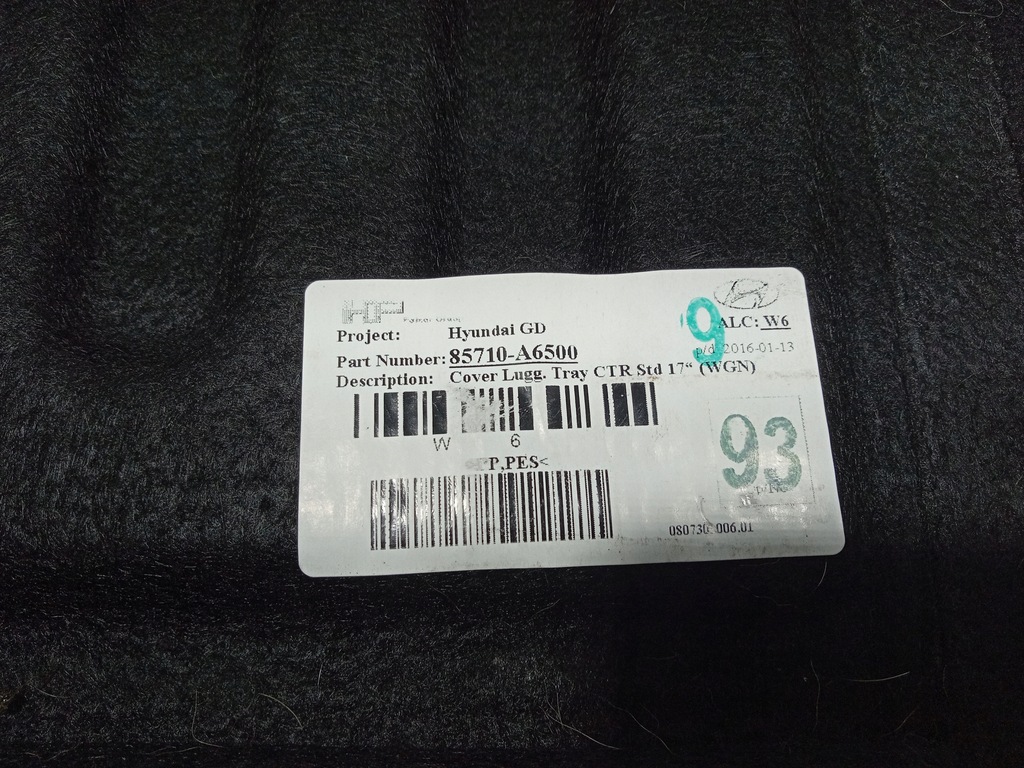 HP
Project: Hyundai GD
Part Number: 85710-A6500
Description: Cover Lugg. Tray CTR Std 17“ (WGN)
9
ALC: W6
p/d 2016-01-13
W 6
P,PES<
93
006.01